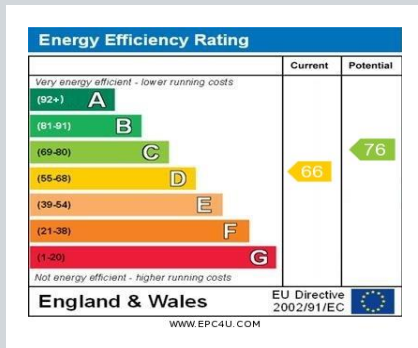 Energy Efficiency Rating
Current Potential
Very energy efficient - lower running costs
(92+) A
(81-91) B
(69-80) C
76
(55-68) D
66
(39-54) E
(21-38) F
(1-20) G
Not energy efficient - higher running costs
England & Wales
EU Directive
2002/91/EC
WWW.EPC4U.COM